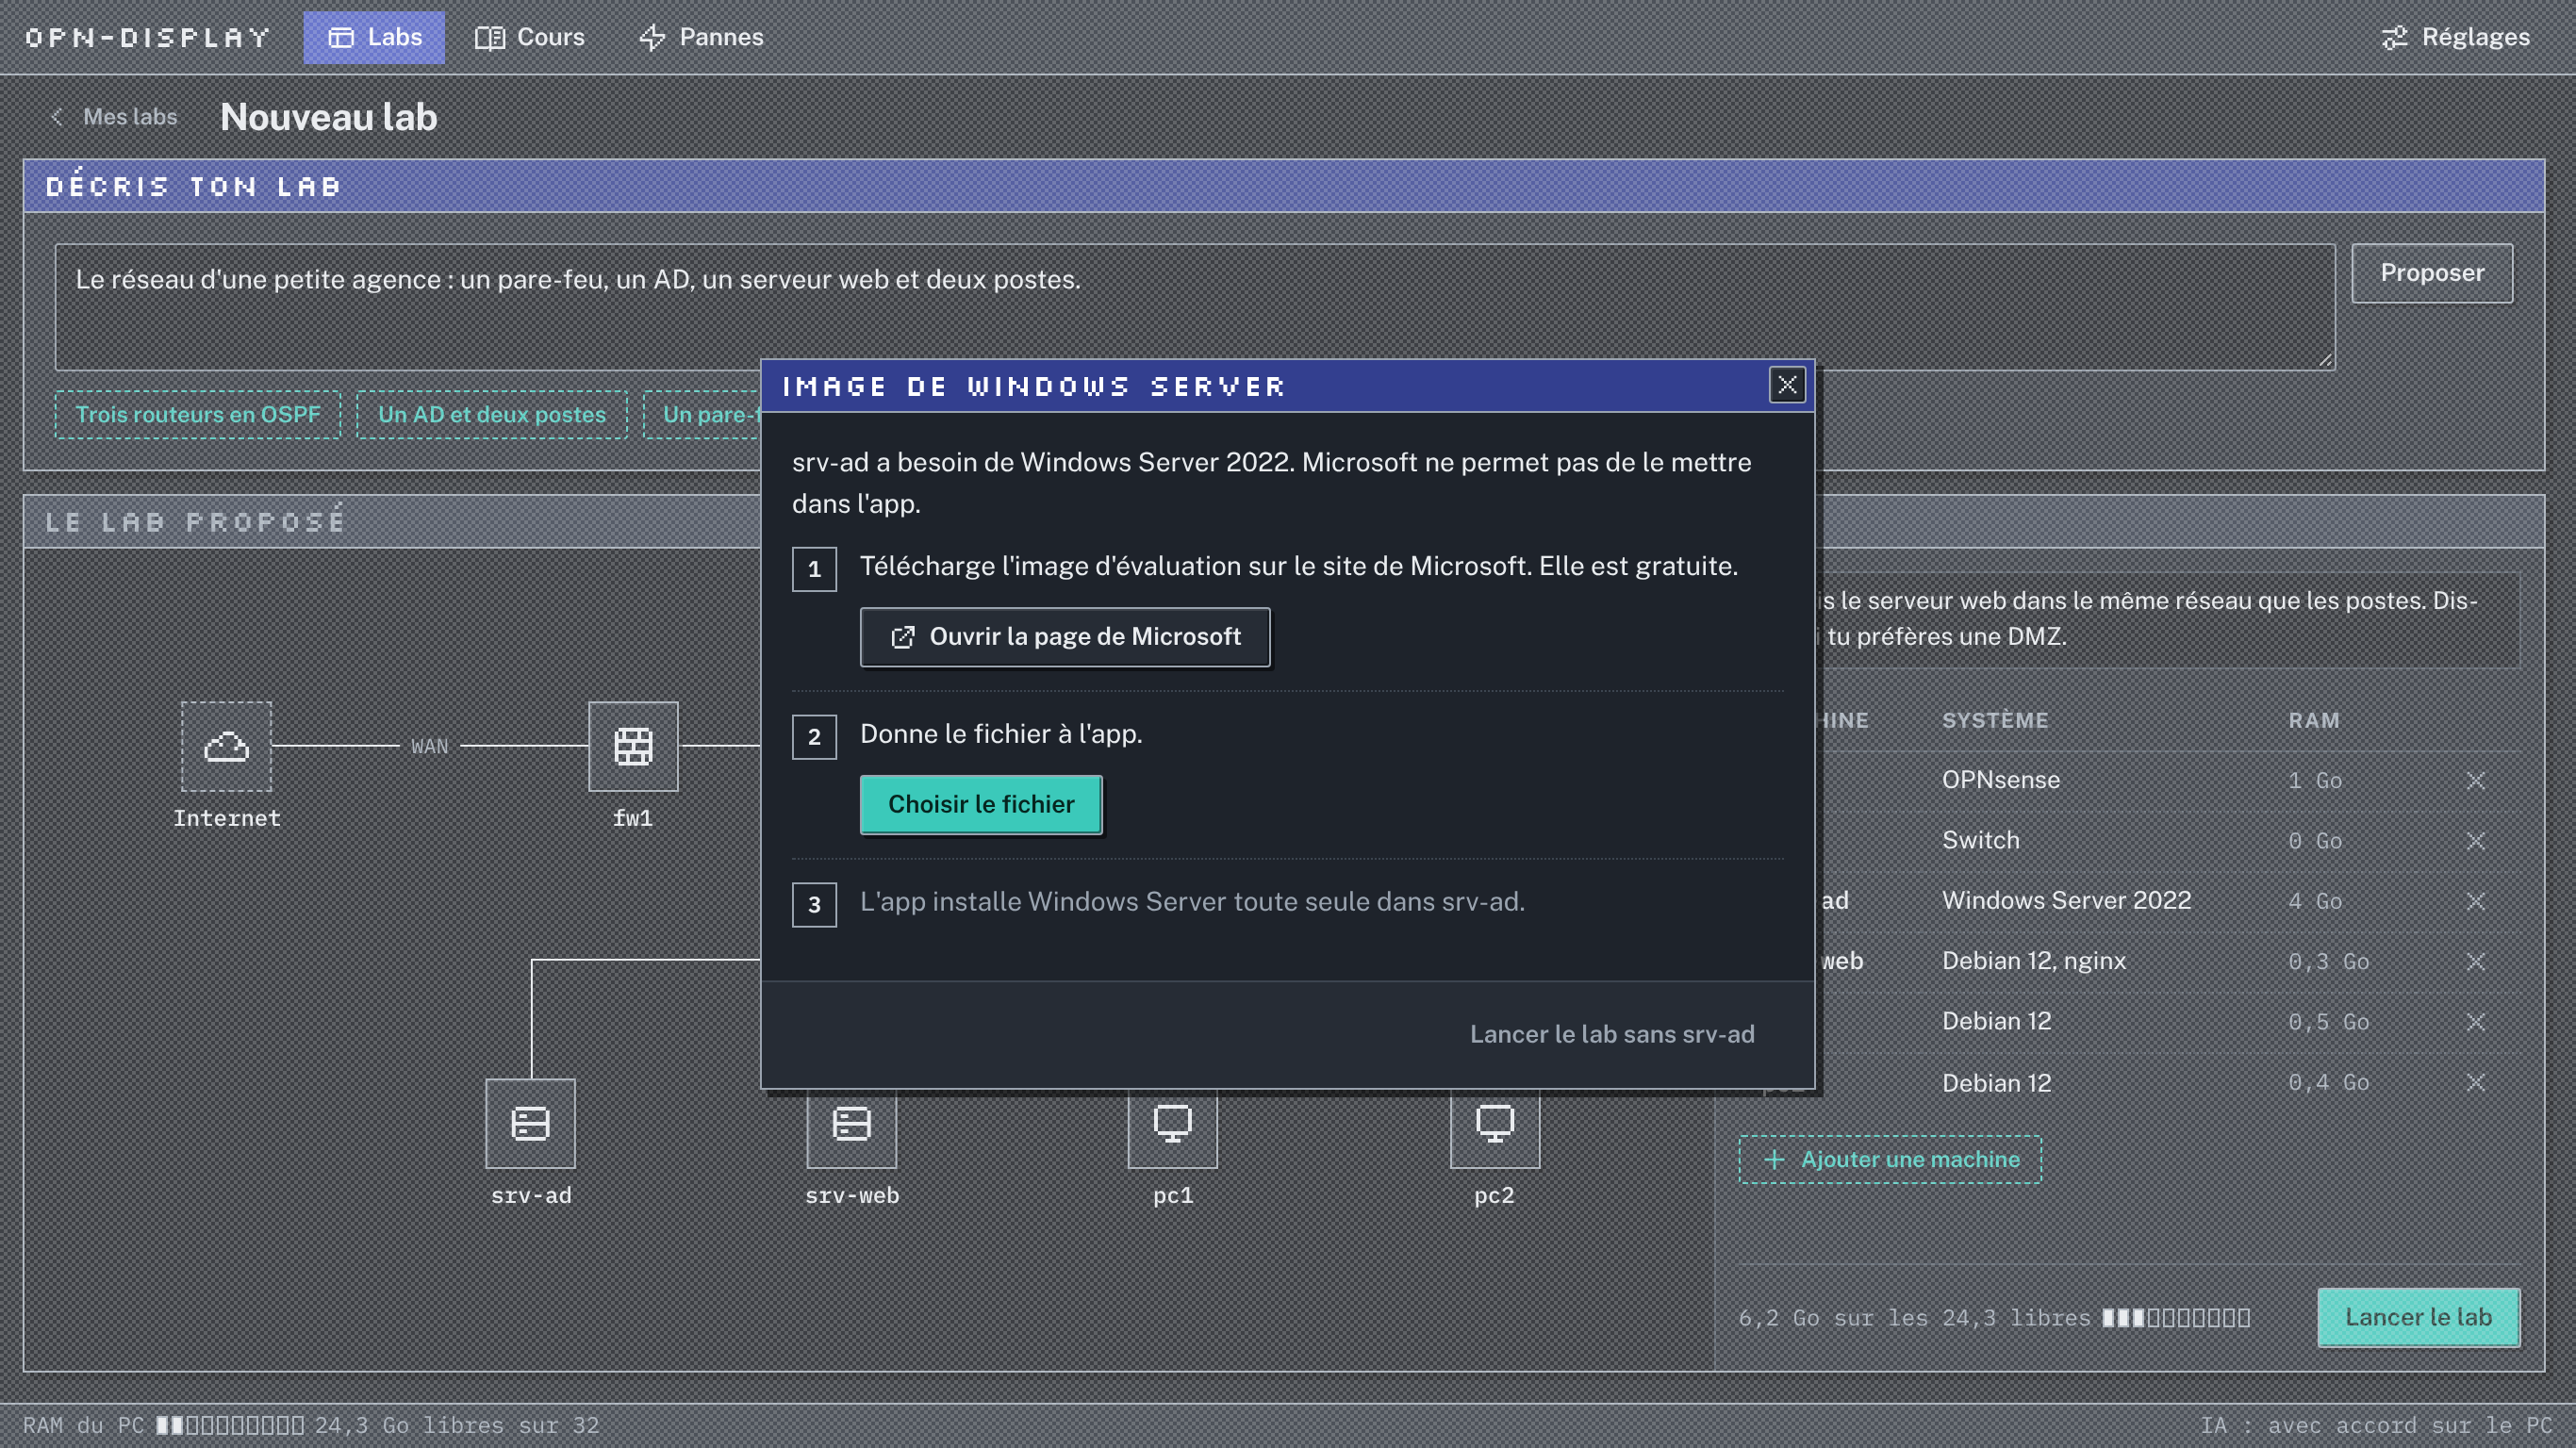 OPN-DISPLAY
Labs
Cours
Pannes
Réglages
Mes labs
Nouveau lab
DÉCRIS TON LAB
Le réseau d'une petite agence : un pare-feu, un AD, un serveur web et deux postes.
Proposer
Trois routeurs en OSPF
Un AD et deux postes
Un pare-
LE LAB PROPOSÉ
IMAGE DE WINDOWS SERVER
srv-ad a besoin de Windows Server 2022. Microsoft ne permet pas de le mettre
dans l'app.
1
Télécharge l'image d'évaluation sur le site de Microsoft. Elle est gratuite.
Ouvrir la page de Microsoft
2
Donne le fichier à l'app.
Choisir le fichier
3
L'app installe Windows Server toute seule dans srv-ad.
Lancer le lab sans srv-ad
Internet
WAN
fw1
srv-ad
srv-web
pc1
pc2
is le serveur web dans le même réseau que les postes. Dis-
i tu préfères une DMZ.
HINE
SYSTÈME
RAM
OPNsense
1 Go
Switch
0 Go
ad
Windows Server 2022
4 Go
web
Debian 12, nginx
0,3 Go
Debian 12
0,5 Go
Debian 12
0,4 Go
Ajouter une machine
6,2 Go sur les 24,3 libres
Lancer le lab
RAM du PC
24,3 Go libres sur 32
IA : avec accord sur le PC